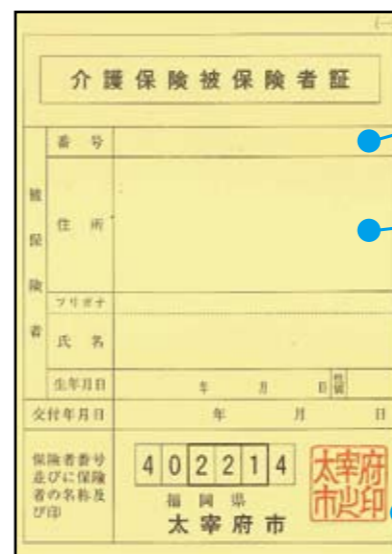 (一)
介護保険被保険者証
被保険者
番号
住所
フリガナ
氏名
生年月日 年 月 日 性別
交付年月日 年 月 日
保険者番号
並びに保険
者の名称及
び印
402214
福岡県
太宰府市
太宰府
市之印